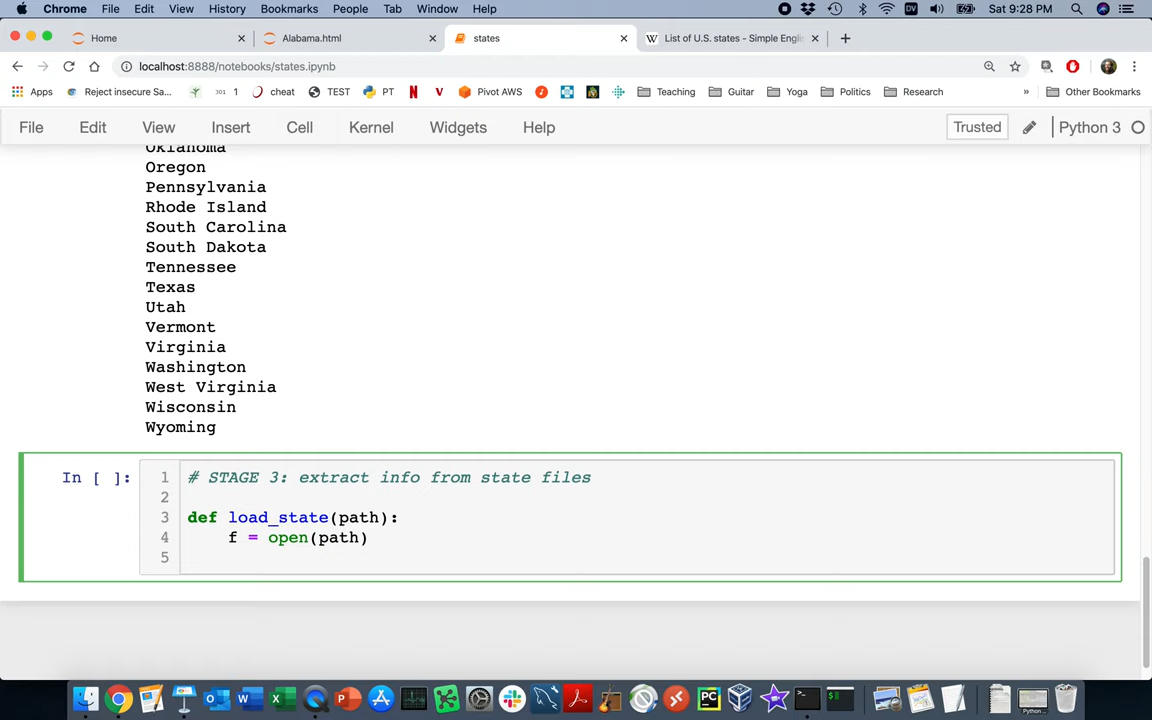 Chrome File Edit View History Bookmarks People Tab Window Help Sat 9:28 PM
Home Alabama.html states List of U.S. states - Simple Engli
localhost:8888/notebooks/states.ipynb
Apps Reject insecure Sa... 301 1 cheat TEST PT Pivot AWS Teaching Guitar Yoga Politics Research » Other Bookmarks
File Edit View Insert Cell Kernel Widgets Help Trusted Python 3
Oklahoma
Oregon
Pennsylvania
Rhode Island
South Carolina
South Dakota
Tennessee
Texas
Utah
Vermont
Virginia
Washington
West Virginia
Wisconsin
Wyoming
In [ ]: 1 # STAGE 3: extract info from state files
2
3 def load_state(path):
4 f = open(path)
5